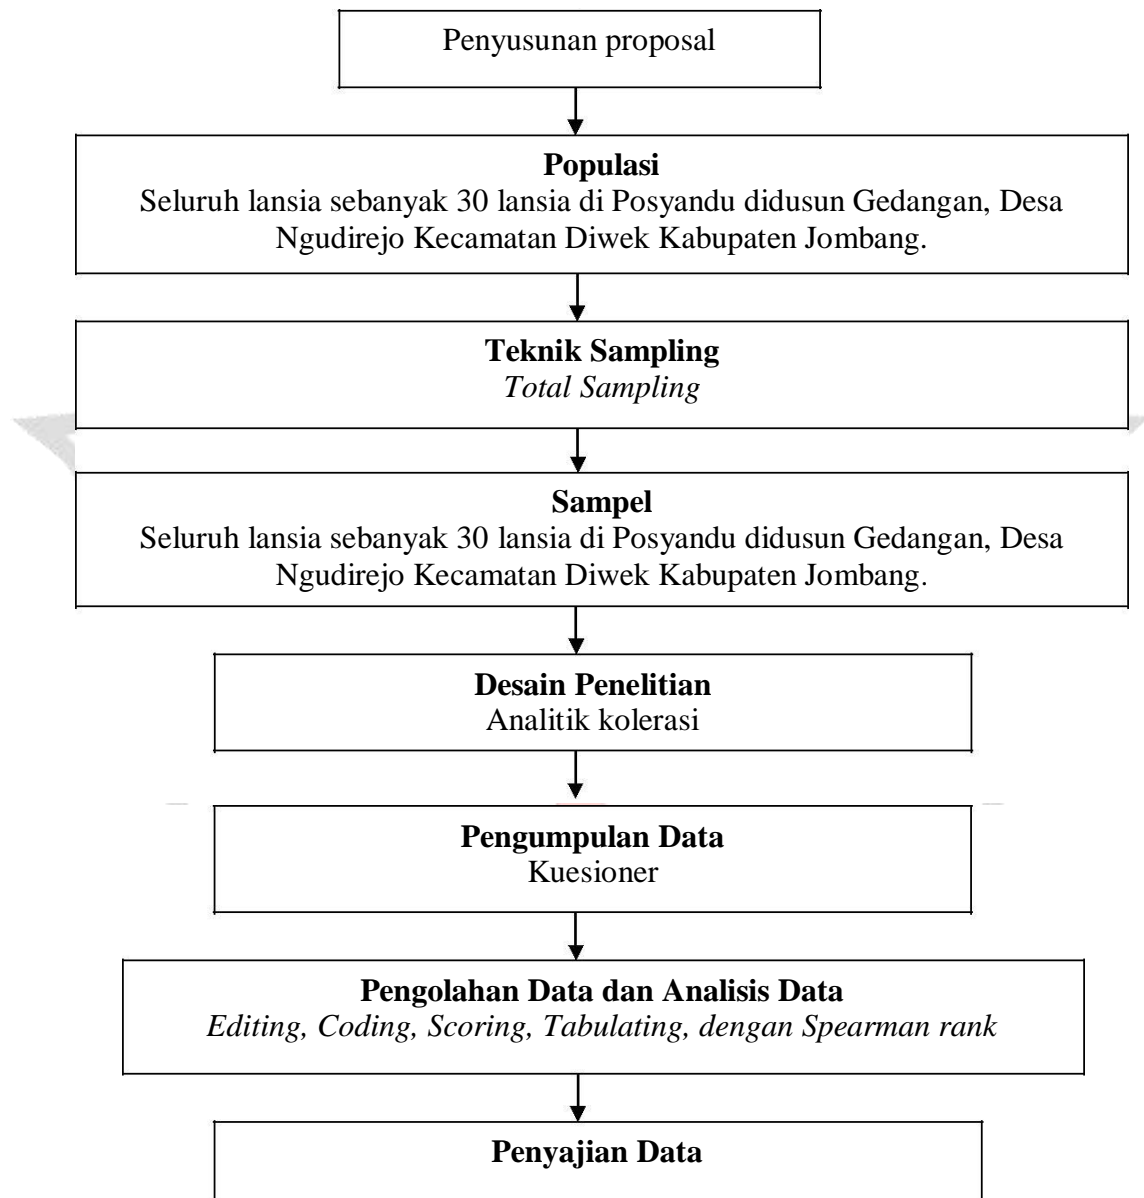 Penyusunan proposal
Populasi
Seluruh lansia sebanyak 30 lansia di Posyandu didusun Gedangan, Desa
Ngudirejo Kecamatan Diwek Kabupaten Jombang.
Teknik Sampling
Total Sampling
Sampel
Seluruh lansia sebanyak 30 lansia di Posyandu didusun Gedangan, Desa
Ngudirejo Kecamatan Diwek Kabupaten Jombang.
Desain Penelitian
Analitik kolerasi
Pengumpulan Data
Kuesioner
Pengolahan Data dan Analisis Data
Editing, Coding, Scoring, Tabulating, dengan Spearman rank
Penyajian Data